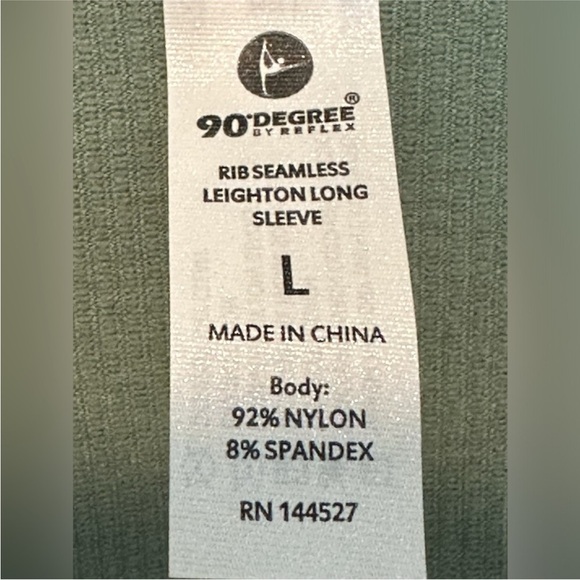 90°DEGREE®
BY REFLEX
RIB SEAMLESS
LEIGHTON LONG
SLEEVE
L
MADE IN CHINA
Body:
92% NYLON
8% SPANDEX
RN 144527